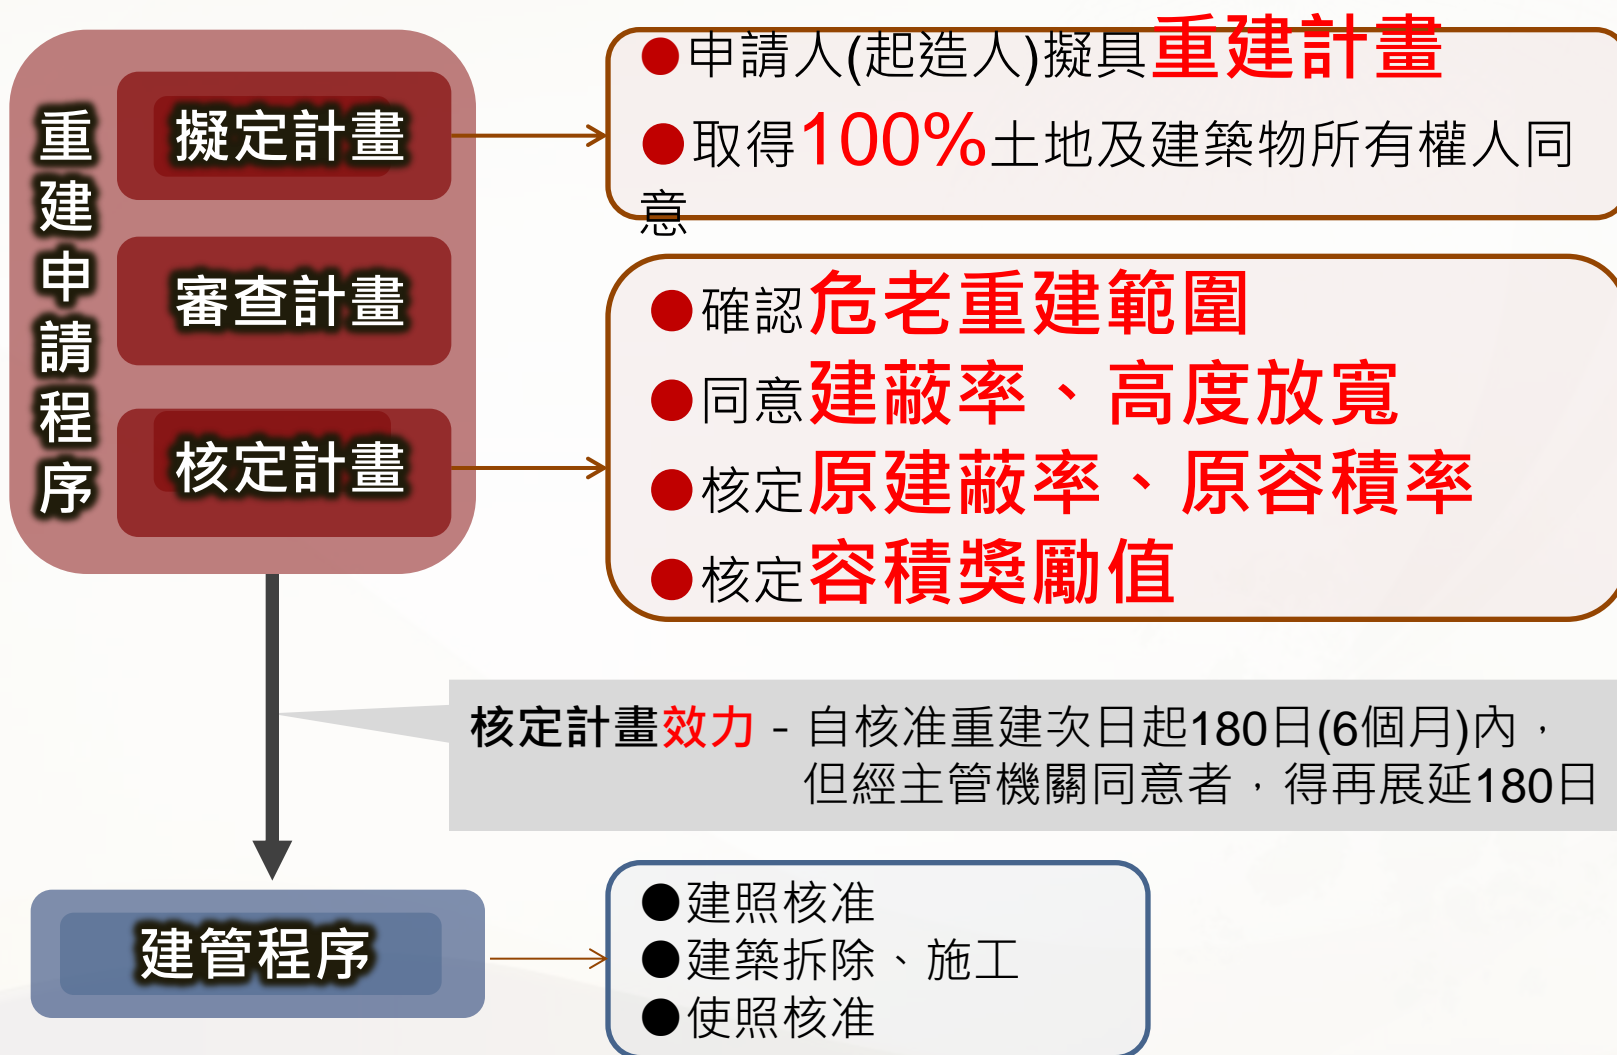 重建申請程序
擬定計畫
●申請人(起造人)擬具重建計畫
●取得100%土地及建築物所有權人同
意
審查計畫
核定計畫
●確認危老重建範圍
●同意建蔽率、高度放寬
●核定原建蔽率、原容積率
●核定容積獎勵值
核定計畫效力 - 自核准重建次日起180日(6個月)內，
但經主管機關同意者，得再展延180日
建管程序
●建照核准
●建築拆除、施工
●使照核准